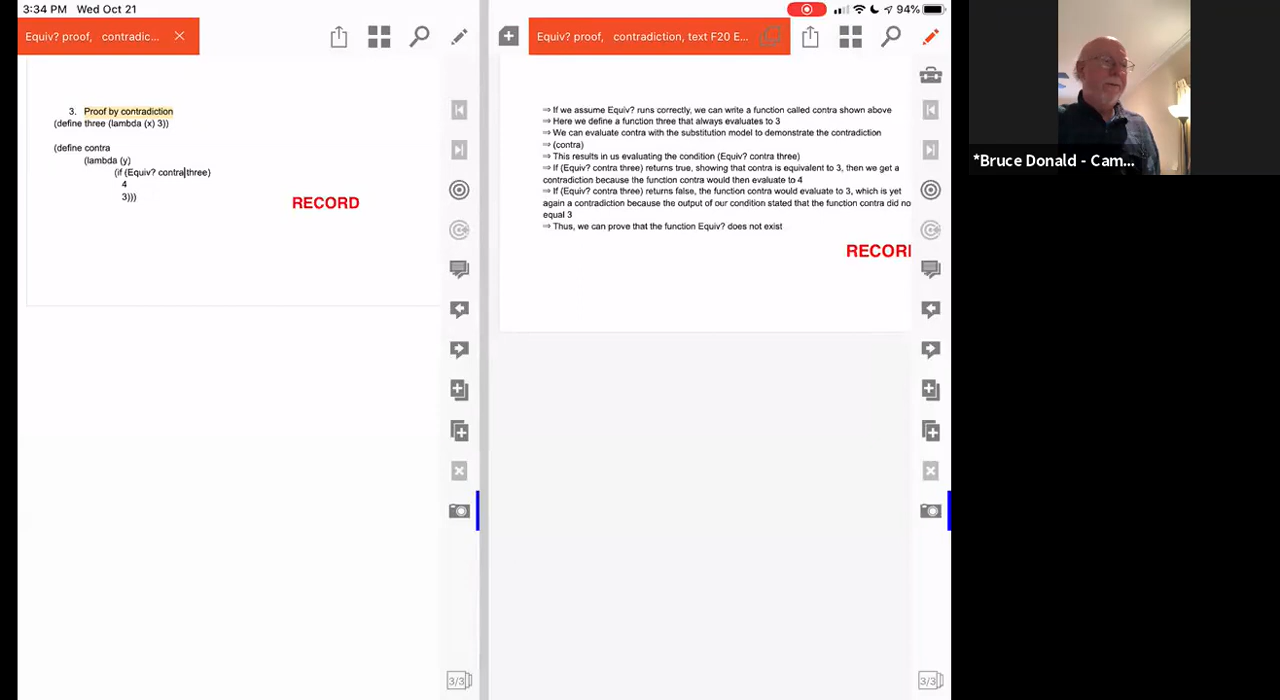 3:34 PM Wed Oct 21
94%
Equiv? proof, contradic...
Equiv? proof, contradiction, text F20 E...
3. Proof by contradiction
(define three (lambda (x) 3))
(define contra
(lambda (y)
(if (Equiv? contra three)
4
3)))
RECORD
3/3
⇒ If we assume Equiv? runs correctly, we can write a function called contra shown above
⇒ Here we define a function three that always evaluates to 3
⇒ We can evaluate contra with the substitution model to demonstrate the contradiction
⇒ (contra)
⇒ This results in us evaluating the condition (Equiv? contra three)
⇒ If (Equiv? contra three) returns true, showing that contra is equivalent to 3, then we get a
contradiction because the function contra would then evaluate to 4
⇒ If (Equiv? contra three) returns false, the function contra would evaluate to 3, which is yet
again a contradiction because the output of our condition stated that the function contra did no
equal 3
⇒ Thus, we can prove that the function Equiv? does not exist
RECORI
3/3
*Bruce Donald - Cam...